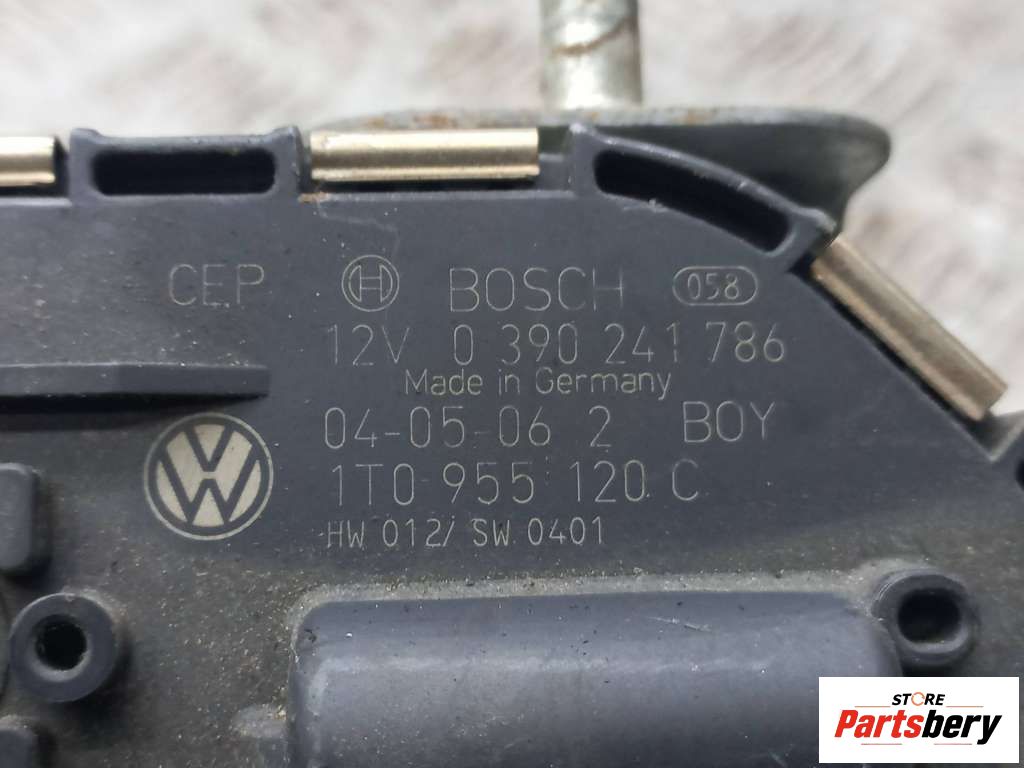 CEP BOSCH 058
12V 0 390 241 786
Made in Germany
04-05-06 2 BOY
1T0 955 120 C
HW 012/ SW 0401
STORE
Partsbery